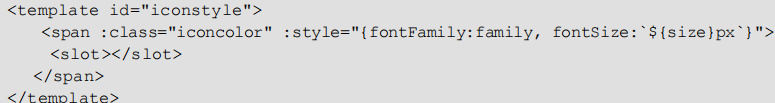 <template id="iconstyle">
<span :class="iconcolor" :style="{fontFamily:family, fontSize:`${size}px`}">
<slot></slot>
</span>
</template>